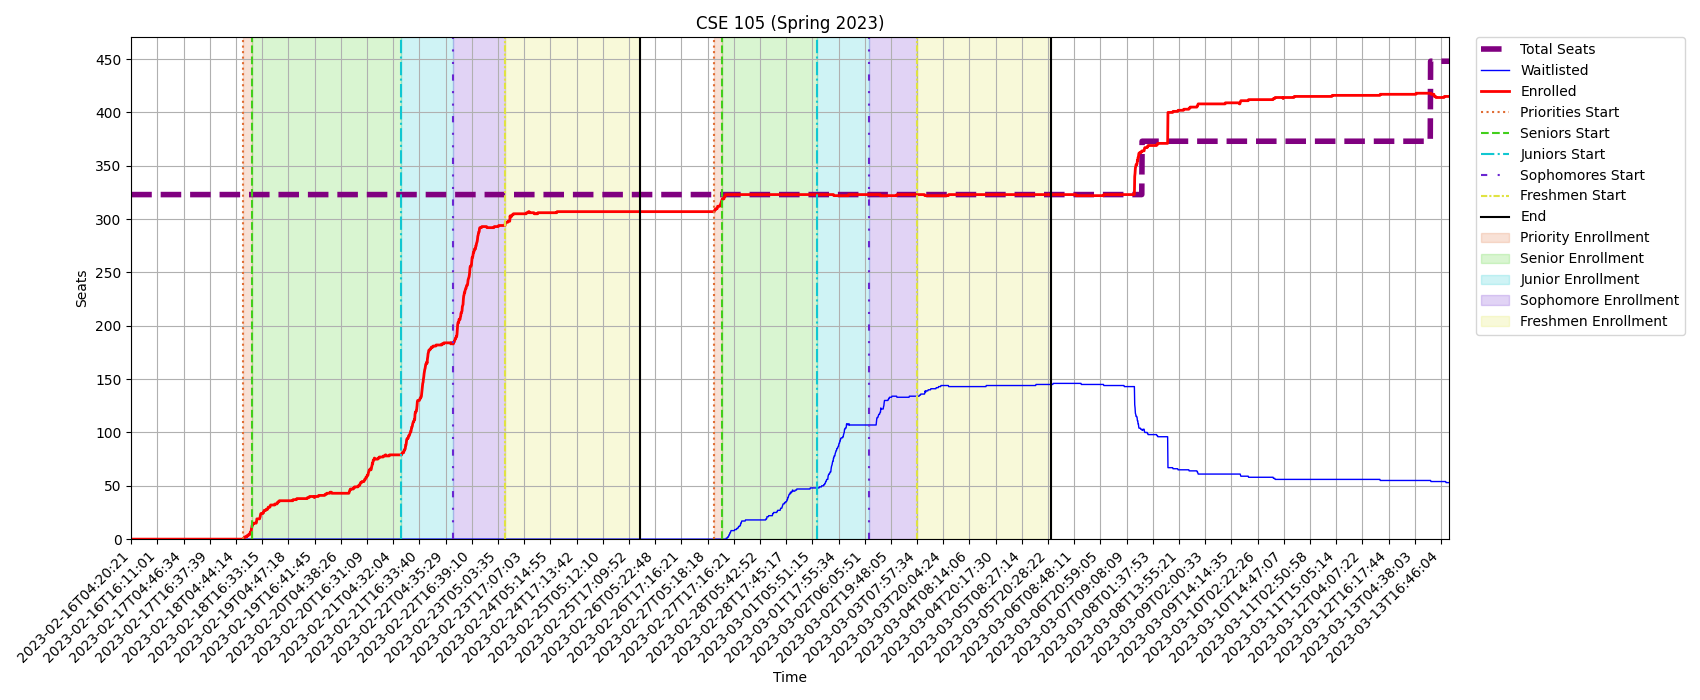 CSE 105 (Spring 2023)
450
400
350
300
250
200
150
100
50
0
Seats
2023-02-16T04:20:21
2023-02-16T16:11:01
2023-02-17T04:46:34
2023-02-17T17:37:39
2023-02-18T04:44:14
2023-02-18T16:33:15
2023-02-19T04:47:18
2023-02-19T16:41:45
2023-02-20T04:38:26
2023-02-20T16:31:09
2023-02-21T04:32:04
2023-02-21T16:33:40
2023-02-22T04:35:29
2023-02-22T16:39:10
2023-02-23T05:03:35
2023-02-23T17:07:03
2023-02-24T05:14:55
2023-02-24T17:13:42
2023-02-25T05:12:10
2023-02-25T17:09:52
2023-02-26T05:22:48
2023-02-26T17:16:21
2023-02-27T05:18:18
2023-02-27T17:16:21
2023-02-28T05:42:52
2023-02-28T17:45:17
2023-03-01T05:51:15
2023-03-01T17:55:34
2023-03-02T06:05:51
2023-03-02T19:48:05
2023-03-03T07:57:34
2023-03-03T20:04:24
2023-03-04T08:14:06
2023-03-04T20:17:30
2023-03-05T08:27:14
2023-03-05T20:28:22
2023-03-06T08:48:11
2023-03-06T20:59:05
2023-03-07T09:08:09
2023-03-08T01:37:53
2023-03-08T13:55:21
2023-03-09T02:00:33
2023-03-09T14:14:35
2023-03-10T02:22:26
2023-03-10T14:47:07
2023-03-11T02:50:58
2023-03-11T15:05:14
2023-03-12T04:07:22
2023-03-12T16:17:44
2023-03-13T04:38:03
2023-03-13T16:46:04
Time
Total Seats
Waitlisted
Enrolled
Priorities Start
Seniors Start
Juniors Start
Sophomores Start
Freshmen Start
End
Priority Enrollment
Senior Enrollment
Junior Enrollment
Sophomore Enrollment
Freshmen Enrollment